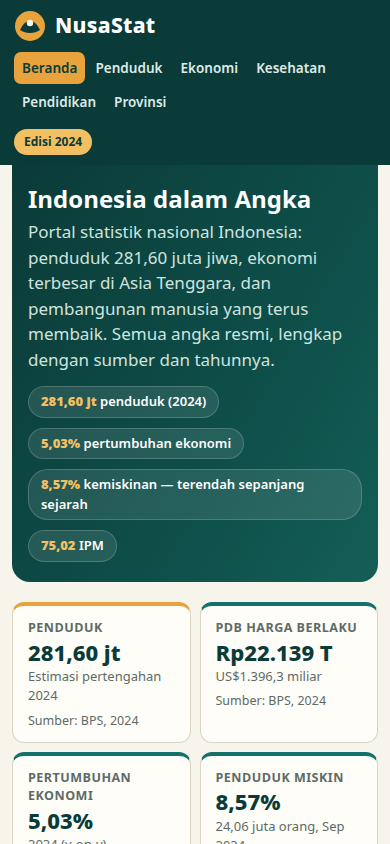 NusaStat
Beranda Penduduk Ekonomi Kesehatan
Pendidikan Provinsi
Edisi 2024
Indonesia dalam Angka
Portal statistik nasional Indonesia:
penduduk 281,60 juta jiwa, ekonomi
terbesar di Asia Tenggara, dan
pembangunan manusia yang terus
membaik. Semua angka resmi, lengkap
dengan sumber dan tahunnya.
281,60 jt penduduk (2024)
5,03% pertumbuhan ekonomi
8,57% kemiskinan — terendah sepanjang
sejarah
75,02 IPM
PENDUDUK
281,60 jt
Estimasi pertengahan
2024
Sumber: BPS, 2024
PDB HARGA BERLAKU
Rp22.139 T
US$1.396,3 miliar
Sumber: BPS, 2024
PERTUMBUHAN
EKONOMI
5,03%
2024 (y-on-y)
PENDUDUK MISKIN
8,57%
24,06 juta orang, Sep
2024